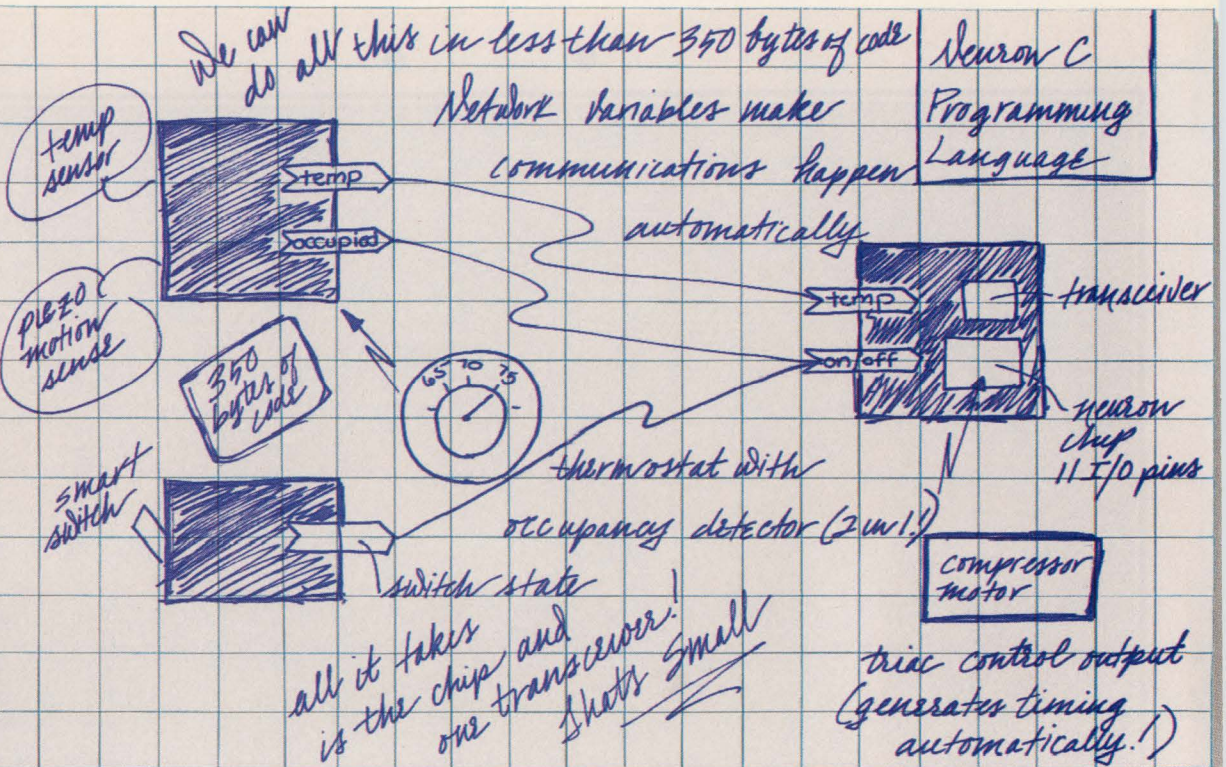 We can
do all this in less than 350 bytes of code
Network Variables make
communications happen
automatically
Neuron C
Programming
Language
temp
sensor
temp
occupied
piezo
motion
sense
350
bytes of
code
65 70 75
temp
on/off
transceiver
neuron
chip
11 I/O pins
thermostat with
occupancy detector (2 in 1!)
smart
switch
switch state
compressor
motor
all it takes
is the chip and
our transceiver!
Thats Small
triac control output
(generates timing
automatically!)